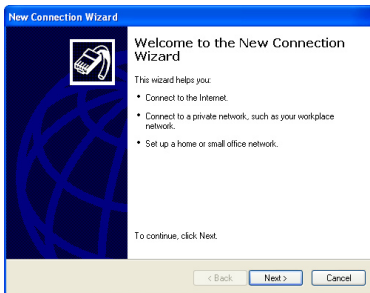 New Connection Wizard
Welcome to the New Connection
Wizard
This wizard helps you:
• Connect to the Internet.
• Connect to a private network, such as your workplace
network.
• Set up a home or small office network.
To continue, click Next.
< Back
Next >
Cancel